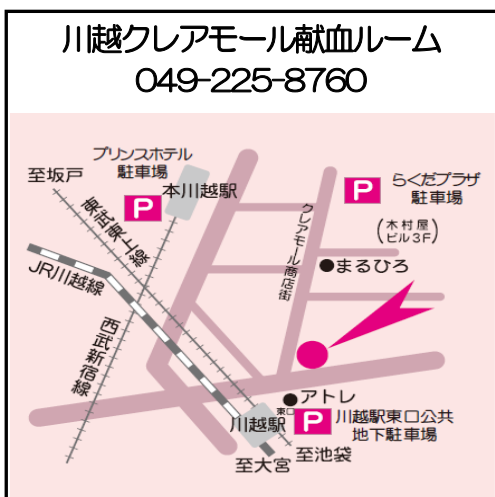 川越クレアモール献血ルーム
049-225-8760
プリンスホテル
駐車場
至坂戸
P
本川越駅
P
らくだプラザ
駐車場
(木村屋
ビル3F)
東武東上線
クレアモール商店街
まるひろ
JR川越線
西武新宿線
アトレ
東口
川越駅
P
川越駅東口公共
地下駐車場
至池袋
至大宮